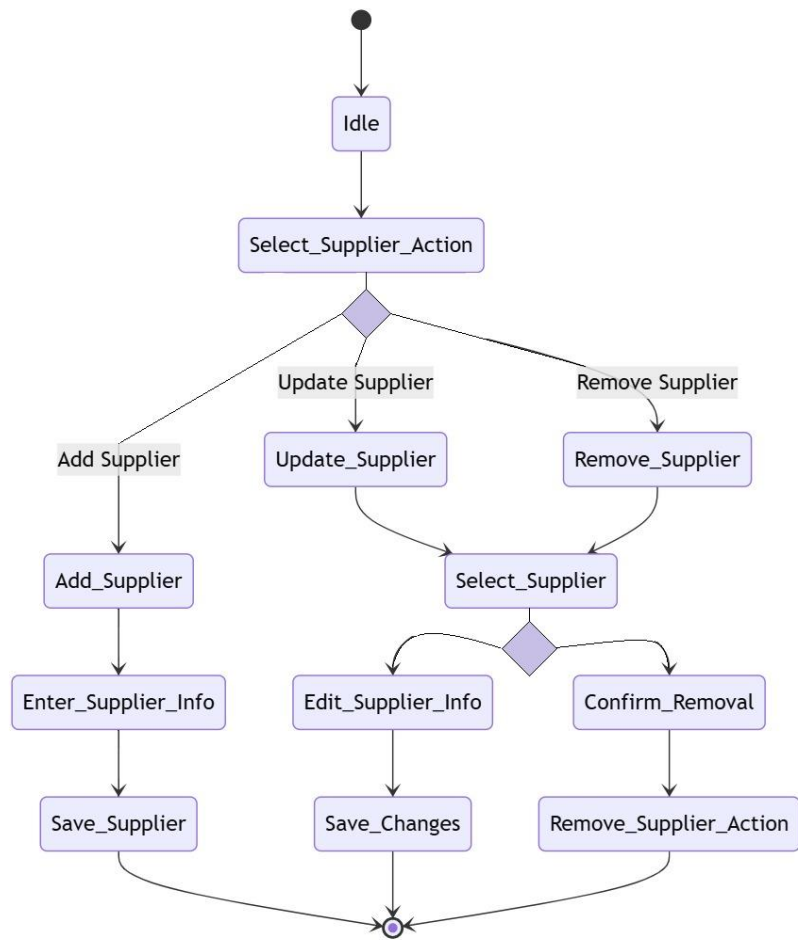 Idle
Select_Supplier_Action
Update Supplier
Remove Supplier
Add Supplier
Update_Supplier
Remove_Supplier
Add_Supplier
Select_Supplier
Enter_Supplier_Info
Edit_Supplier_Info
Confirm_Removal
Save_Supplier
Save_Changes
Remove_Supplier_Action